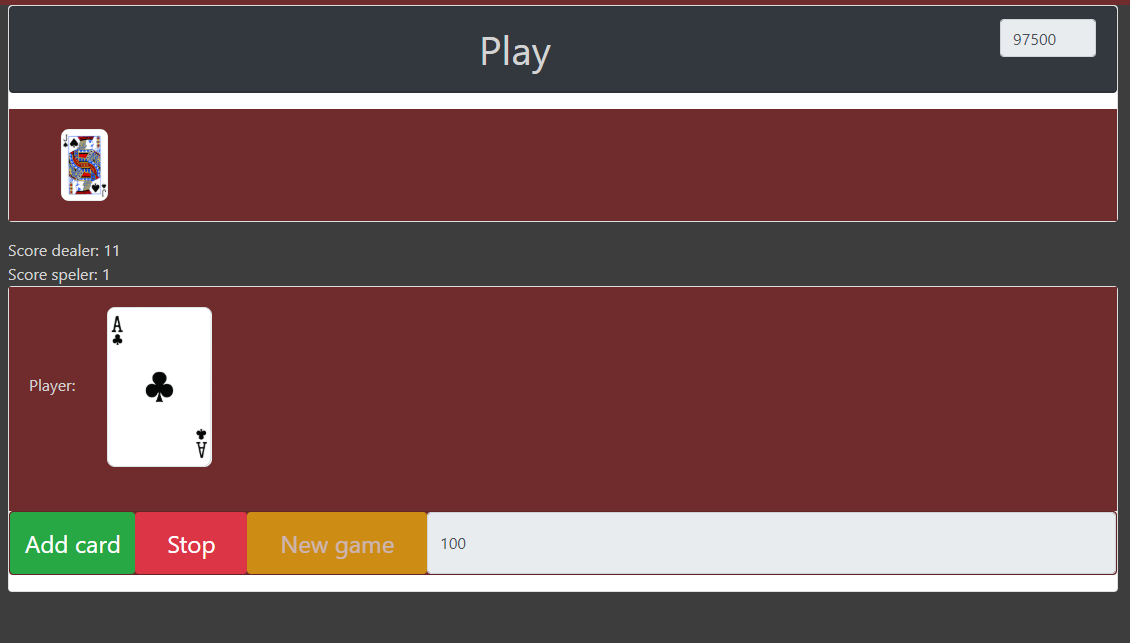 Play
97500
J
J
Score dealer: 11
Score speler: 1
A
Player:
A
Add card
Stop
New game
100